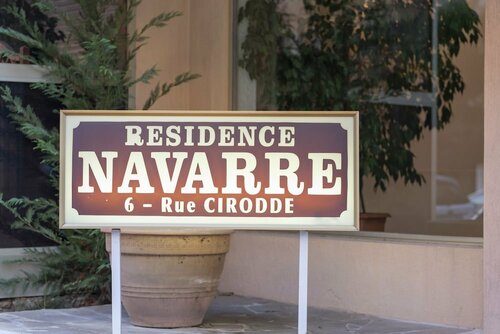 RESIDENCE
NAVARRE
6 - Rue CIRODDE